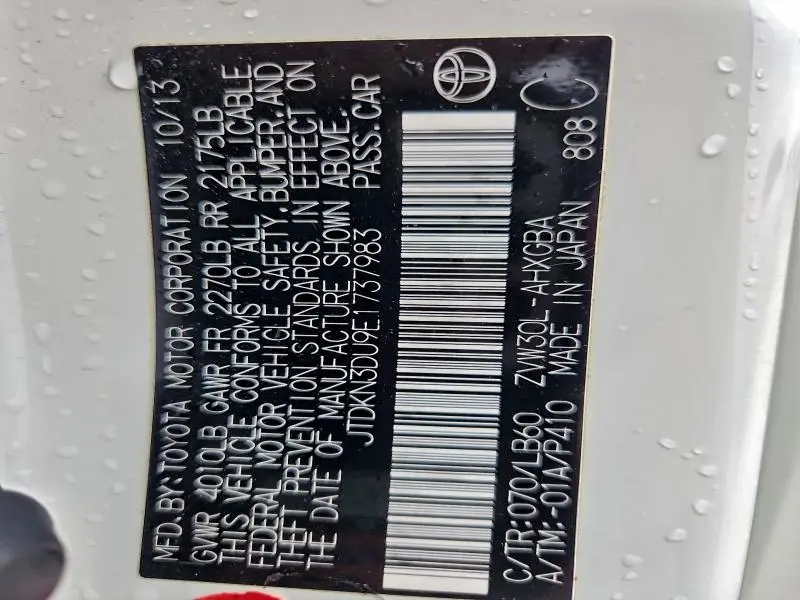 MFD.BY:TOYOTA MOTOR CORPORATION 10/13
GVWR 4010LB GAWR FR 2270LB RR 2175LB
THIS VEHICLE CONFORMS TO ALL APPLICABLE
FEDERAL MOTOR VEHICLE SAFETY,BUMPER,AND
THEFT PREVENTION STANDARDS IN EFFECT ON
THE DATE OF MANUFACTURE SHOWN ABOVE.
JTDKN3DU9E1737983 PASS.CAR
C/TR:070/LB60 ZVW30L-AHXGBA
A/TM:-01A/P410 MADE IN JAPAN 808 C